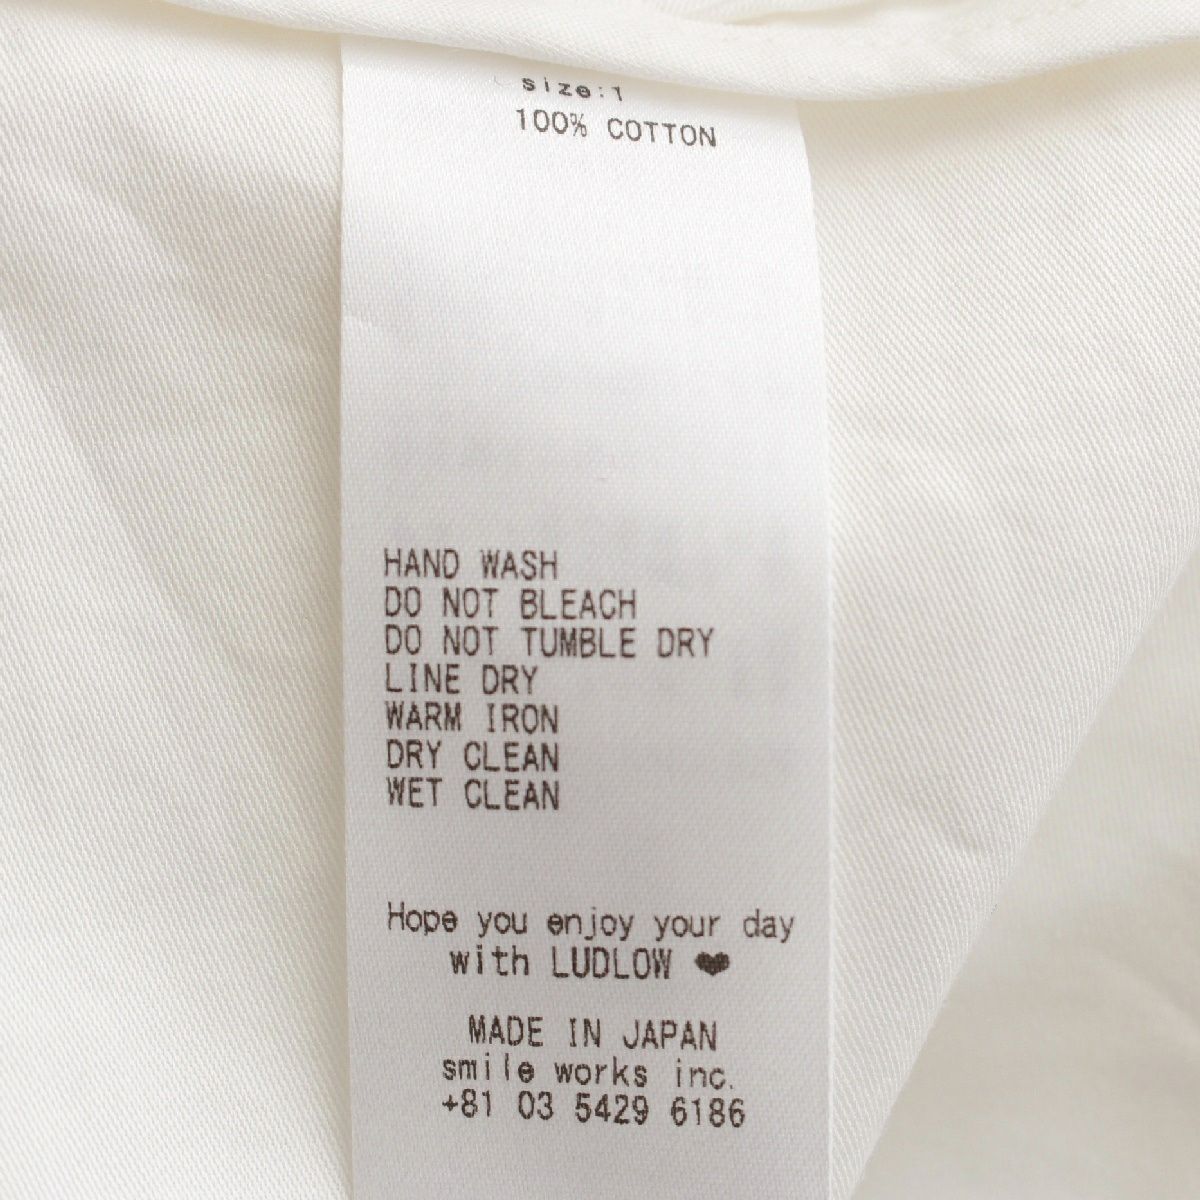 size:1
100% COTTON
HAND WASH
DO NOT BLEACH
DO NOT TUMBLE DRY
LINE DRY
WARM IRON
DRY CLEAN
WET CLEAN
Hope you enjoy your day
with LUDLOW ♥
MADE IN JAPAN
smile works inc.
+81 03 5429 6186